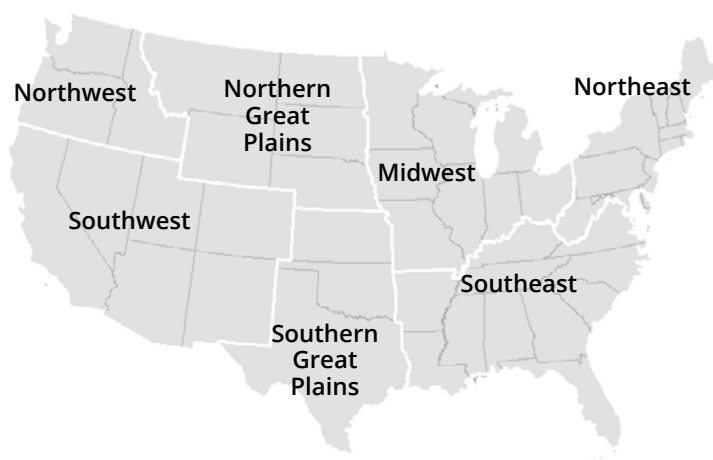 Northwest
Northern
Great
Plains
Northeast
Midwest
Southwest
Southeast
Southern
Great
Plains